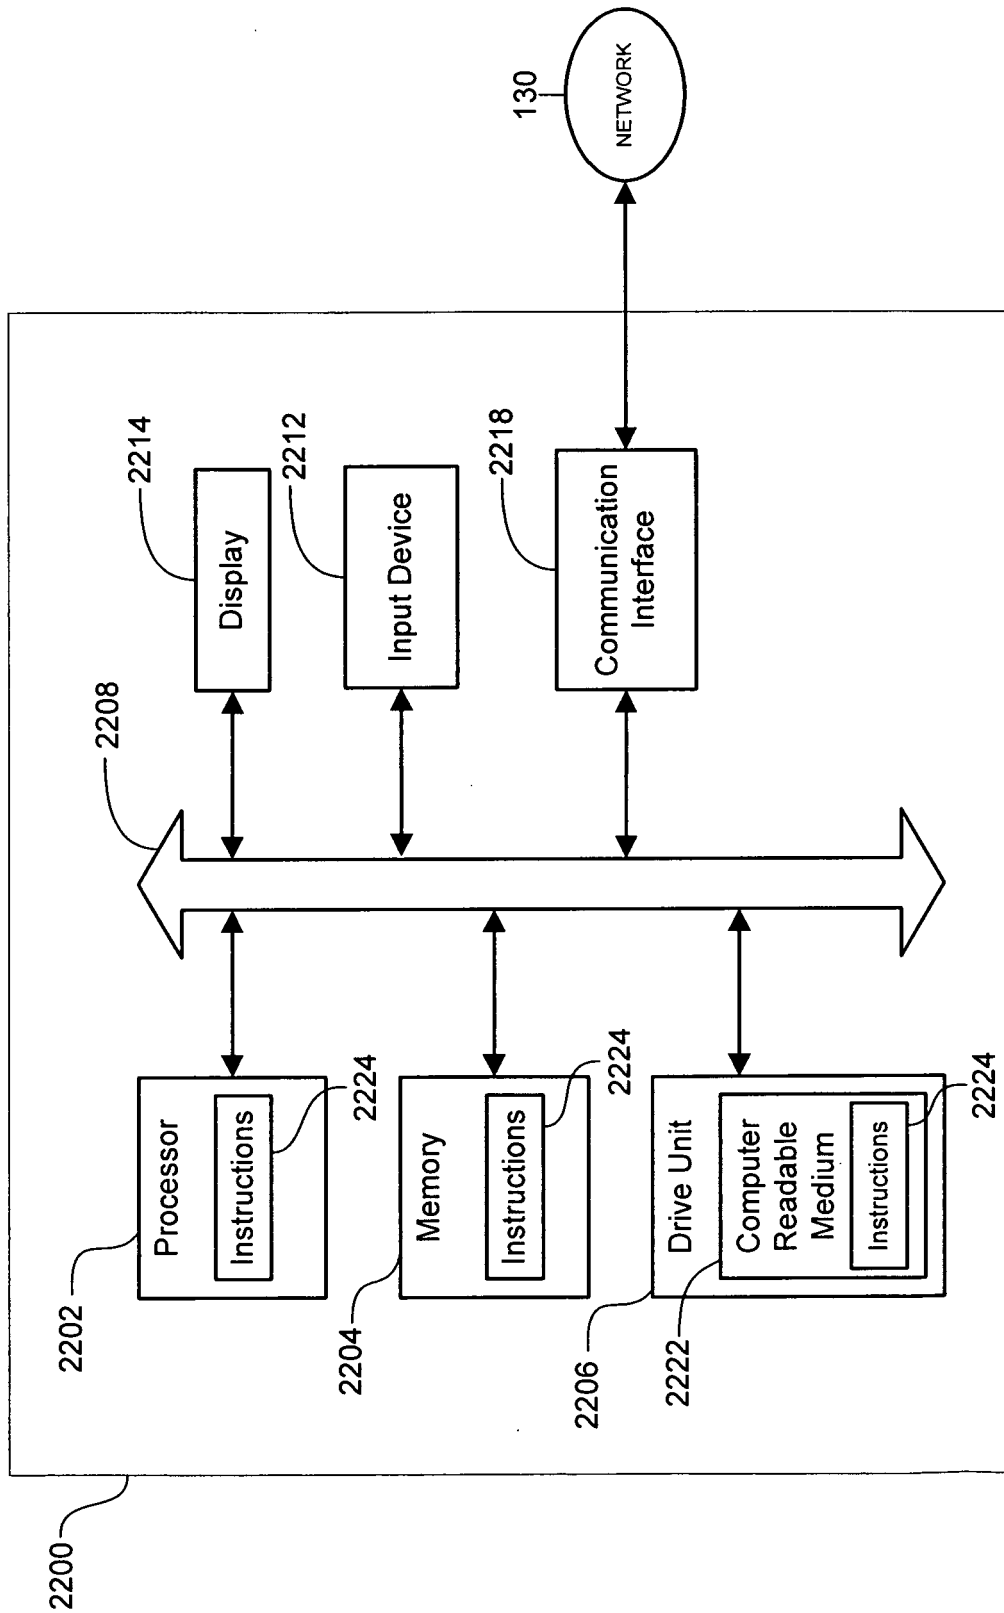 2200
2202
Processor
Instructions
2224
2204
Memory
Instructions
2224
2206
Drive Unit
2222
Computer
Readable
Medium
Instructions
2224
2208
Display
2214
Input Device
2212
Communication
Interface
2218
130
NETWORK